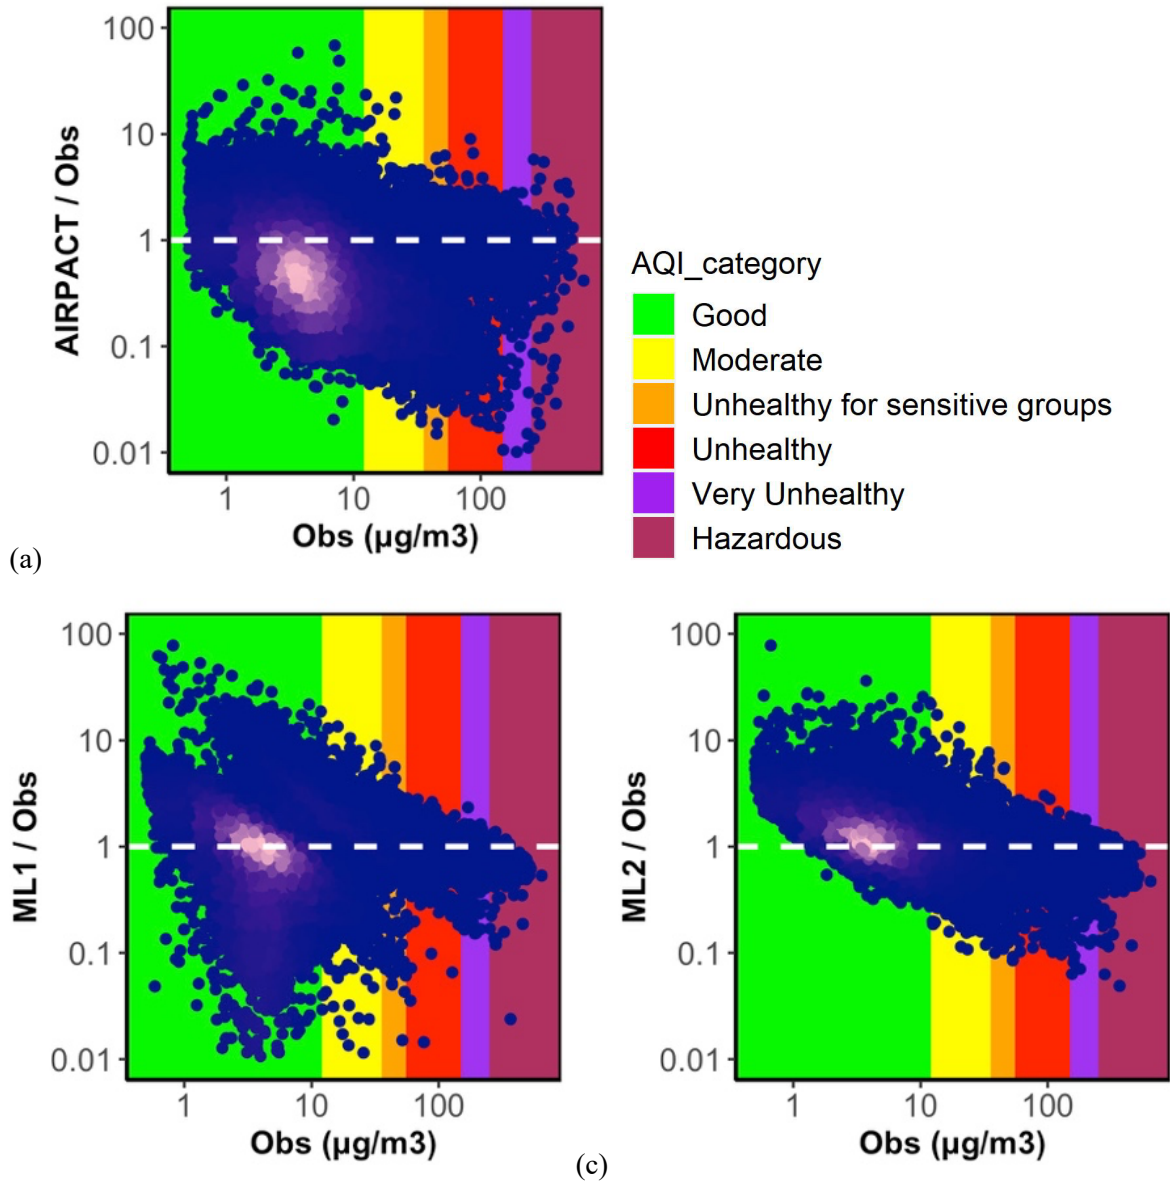 100
10
1
0.1
0.01
AIRPACT / Obs
1 10 100
Obs (µg/m3)
(a)
AQI_category
Good
Moderate
Unhealthy for sensitive groups
Unhealthy
Very Unhealthy
Hazardous
100
10
1
0.1
0.01
ML1 / Obs
1 10 100
Obs (µg/m3)
100
10
1
0.1
0.01
ML2 / Obs
1 10 100
Obs (µg/m3)
(c)